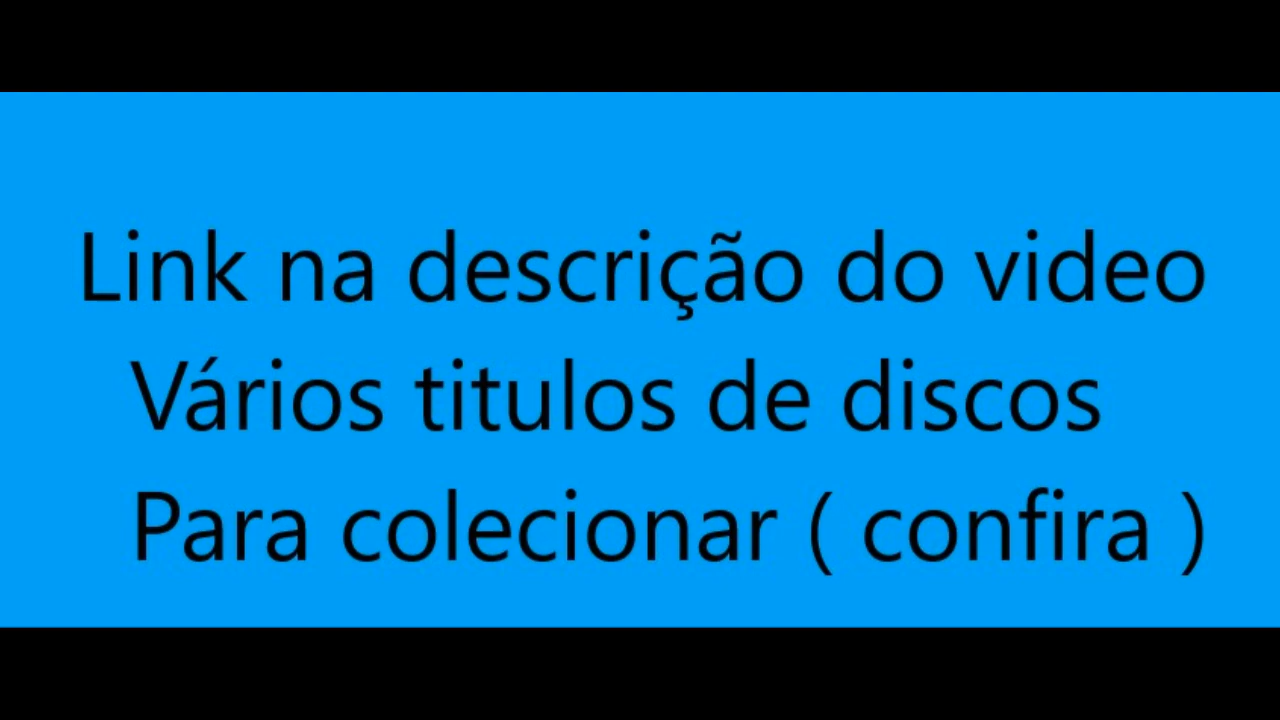 Link na descrição do video
Vários titulos de discos
Para colecionar ( confira )